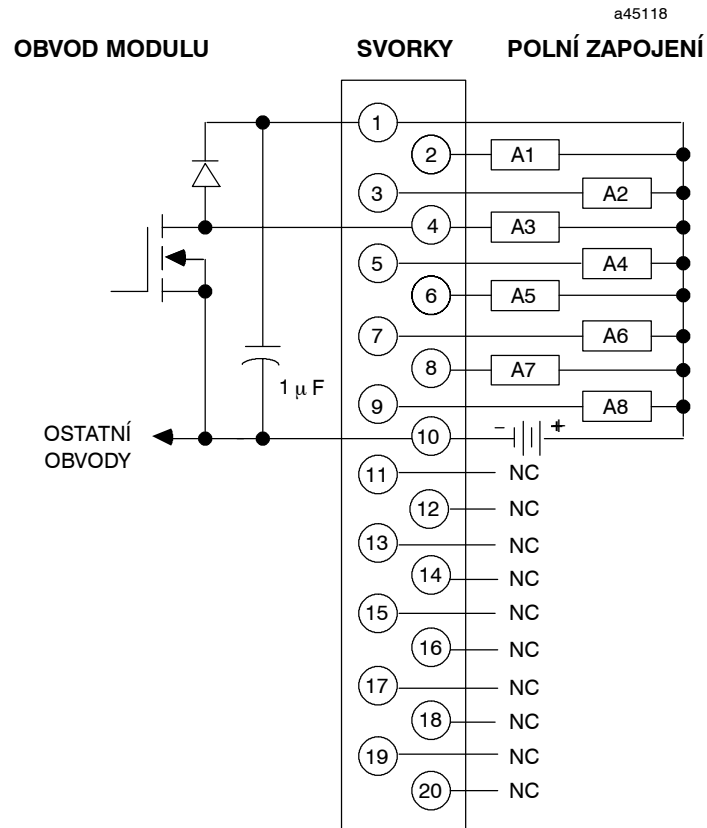 a45118
OBVOD MODULU SVORKY POLNÍ ZAPOJENÍ
1
2 A1
3 A2
4 A3
5 A4
6 A5
7 A6
8 A7
1 μ F
9 A8
OSTATNÍ
OBVODY
10 - +
11 NC
12 NC
13 NC
14 NC
15 NC
16 NC
17 NC
18 NC
19 NC
20 NC